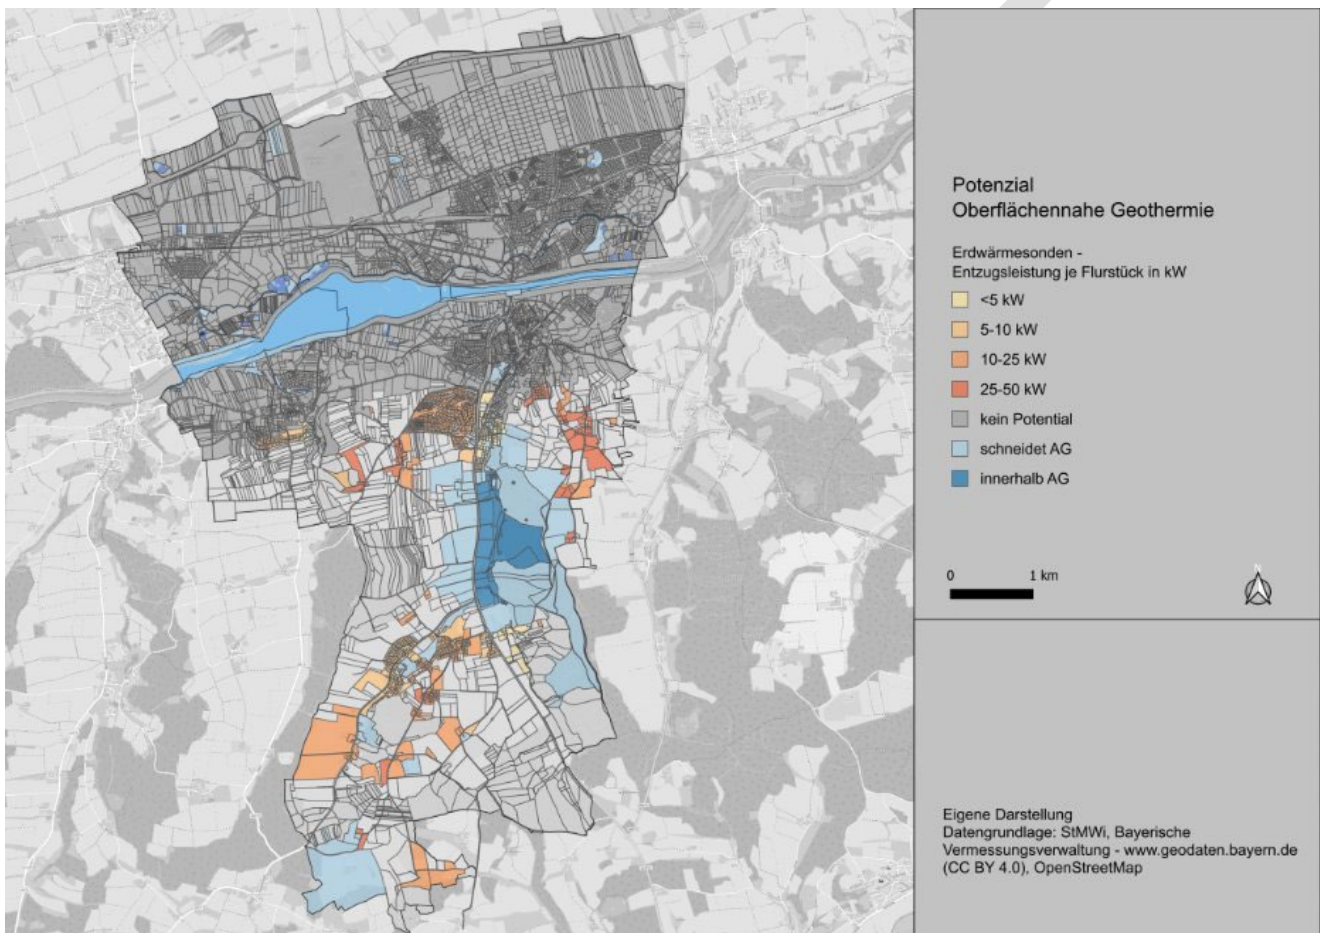 Potenzial
Oberflächennahe Geothermie
Erdwärmesonden -
Entzugsleistung je Flurstück in kW
<5 kW
5-10 kW
10-25 kW
25-50 kW
kein Potential
schneidet AG
innerhalb AG
0 1 km
N
Eigene Darstellung
Datengrundlage: StMWi, Bayerische
Vermessungsverwaltung - www.geodaten.bayern.de
(CC BY 4.0), OpenStreetMap